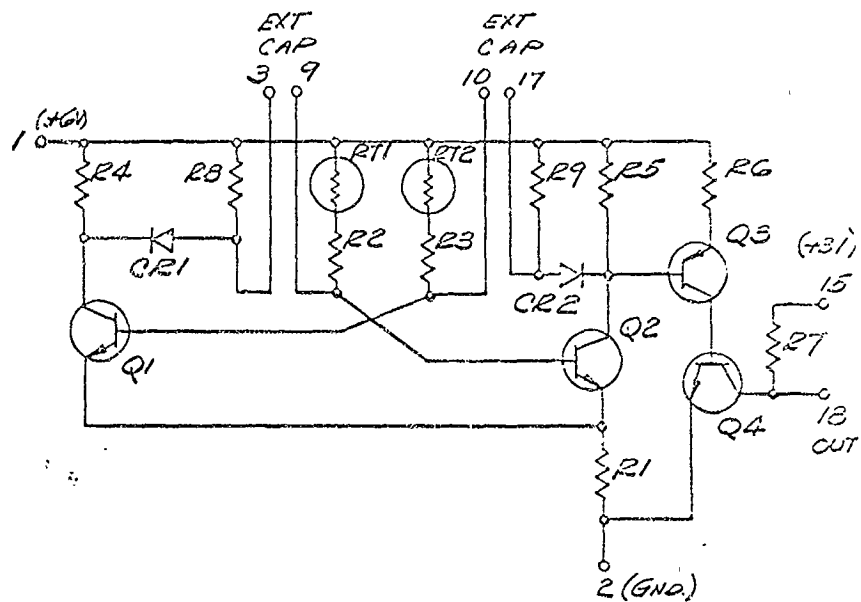 EXT
CAP
3 9
EXT
CAP
10 17
1 (+6V)
R4
R8
RT1
RT2
R9
R5
R6
CR1
R2
R3
CR2
Q3
(+31)
15
Q1
Q2
R7
Q4
18
OUT
R1
2 (GND.)